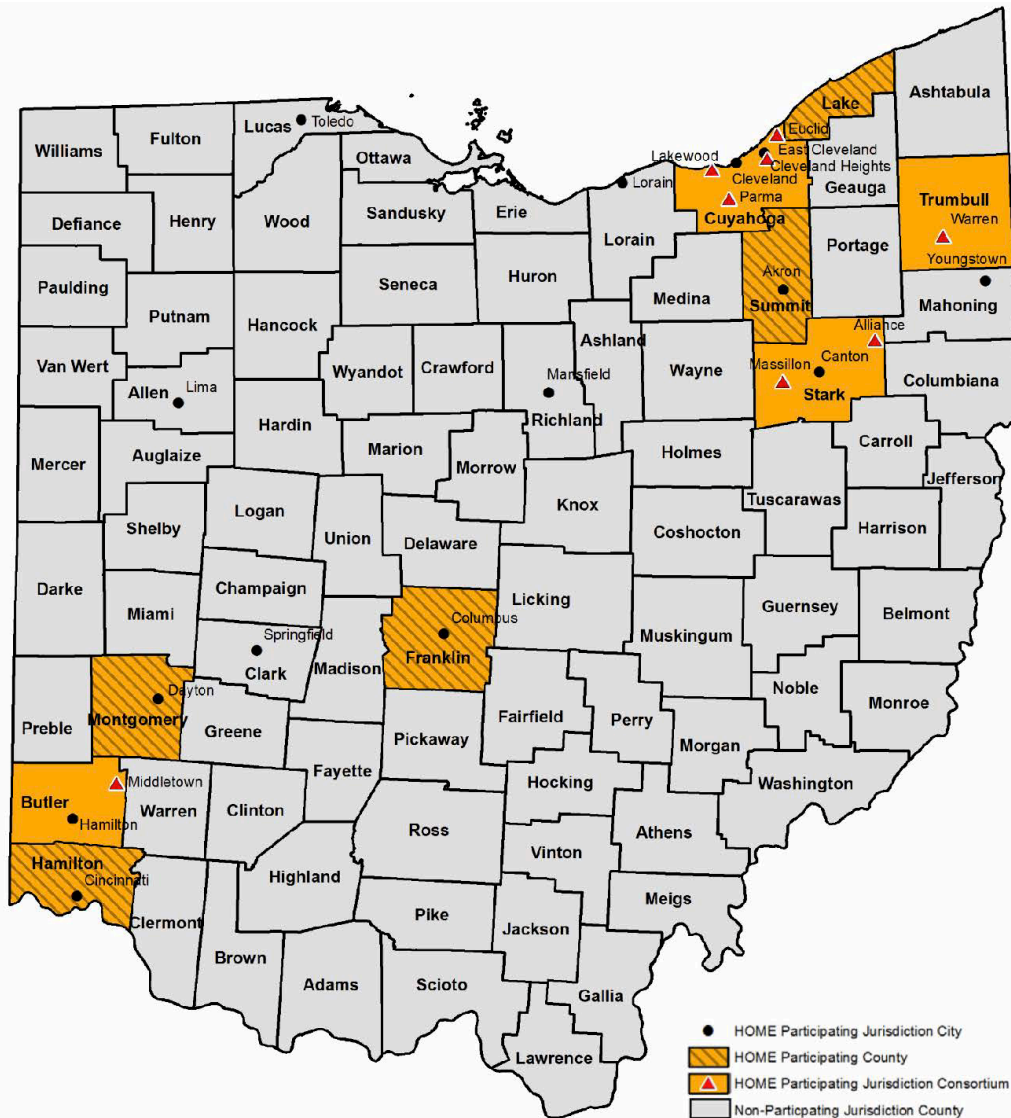 Ashtabula
Lake
Lucas
Toledo
Fulton
Williams
Euclid
Ottawa
East Cleveland
Lakewood
Cleveland Heights
Cleveland
Geauga
Lorain
Parma
Trumbull
Henry
Defiance
Wood
Sandusky
Erie
Cuyahoga
Warren
Lorain
Portage
Youngstown
Huron
Akron
Paulding
Seneca
Medina
Summit
Mahoning
Putnam
Hancock
Alliance
Ashland
Van Wert
Massillon
Canton
Wyandot
Crawford
Wayne
Columbiana
Allen
Lima
Mansfield
Stark
Richland
Hardin
Carroll
Marion
Holmes
Mercer
Auglaize
Morrow
Jefferson
Tuscarawas
Knox
Logan
Shelby
Harrison
Union
Coshocton
Delaware
Darke
Champaign
Licking
Guernsey
Miami
Columbus
Belmont
Springfield
Muskingum
Franklin
Clark
Madison
Noble
Dayton
Monroe
Montgomery
Fairfield
Perry
Preble
Greene
Pickaway
Morgan
Fayette
Hocking
Washington
Middletown
Butler
Warren
Clinton
Hamilton
Ross
Athens
Vinton
Hamilton
Highland
Cincinnati
Meigs
Pike
Clermont
Jackson
Brown
Adams
Scioto
Gallia
Lawrence
HOME Participating Jurisdiction City
HOME Participating County
HOME Participating Jurisdiction Consortium
Non-Particpating Jurisdiction County